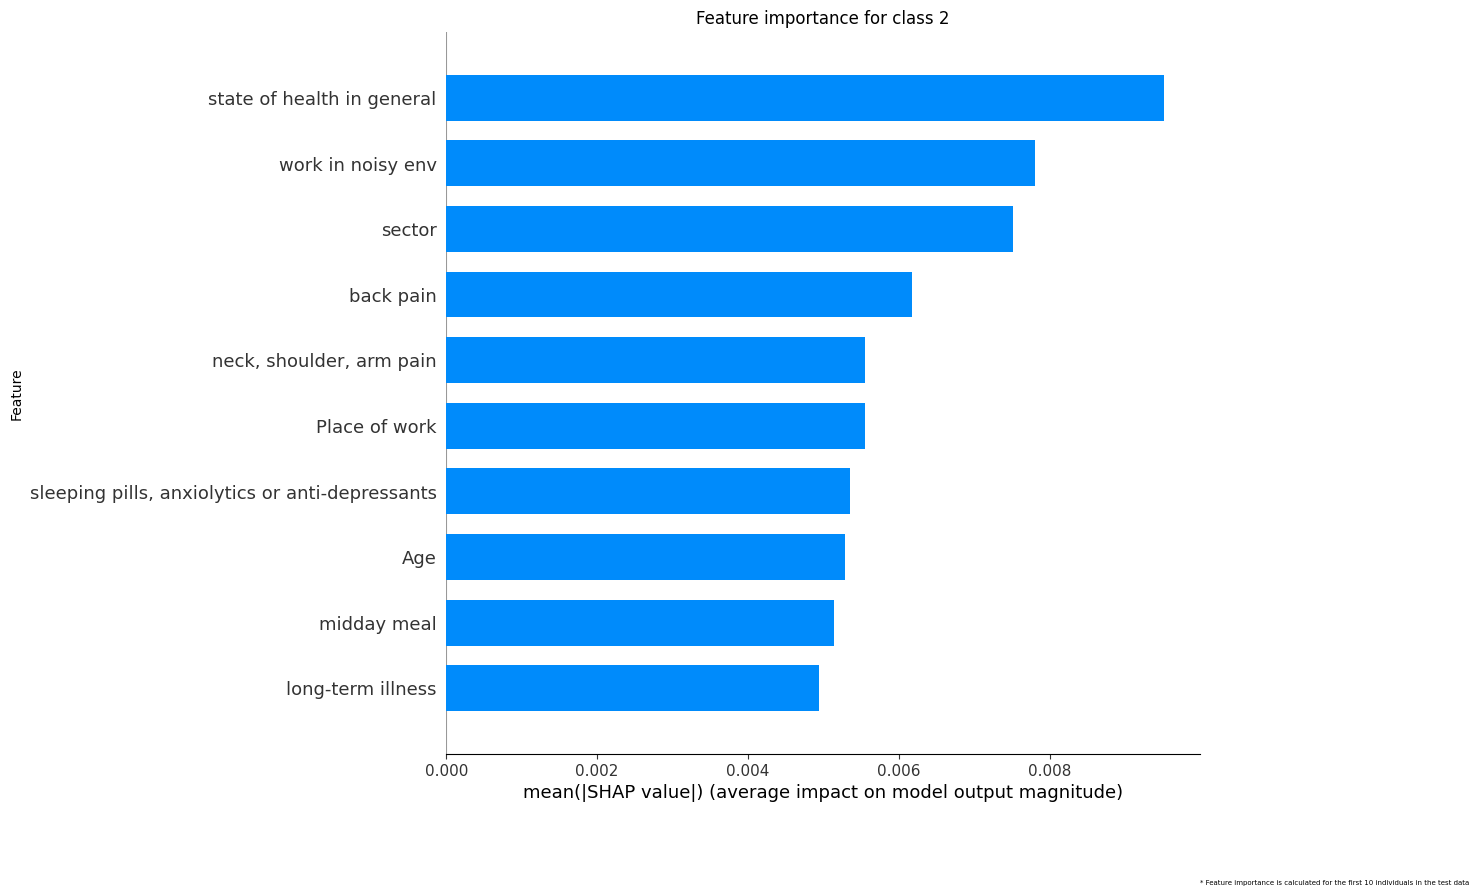 Feature importance for class 2
state of health in general
work in noisy env
sector
back pain
neck, shoulder, arm pain
Place of work
sleeping pills, anxiolytics or anti-depressants
Age
midday meal
long-term illness
Feature
0.000 0.002 0.004 0.006 0.008
mean(|SHAP value|) (average impact on model output magnitude)
* Feature importance is calculated for the first 10 individuals in the test data